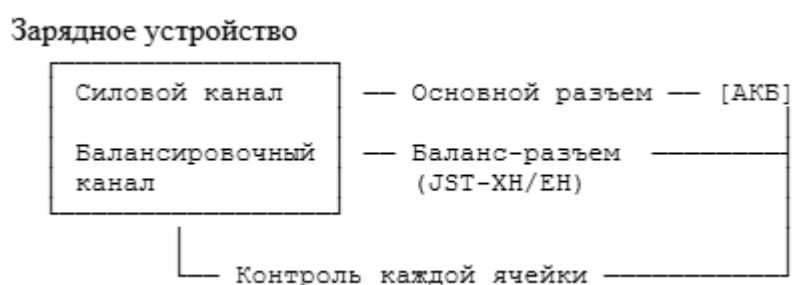 Зарядное устройство
Силовой канал — Основной разъем — [АКБ]
Балансировочный — Баланс-разъем
канал (JST-XH/EH)
Контроль каждой ячейки